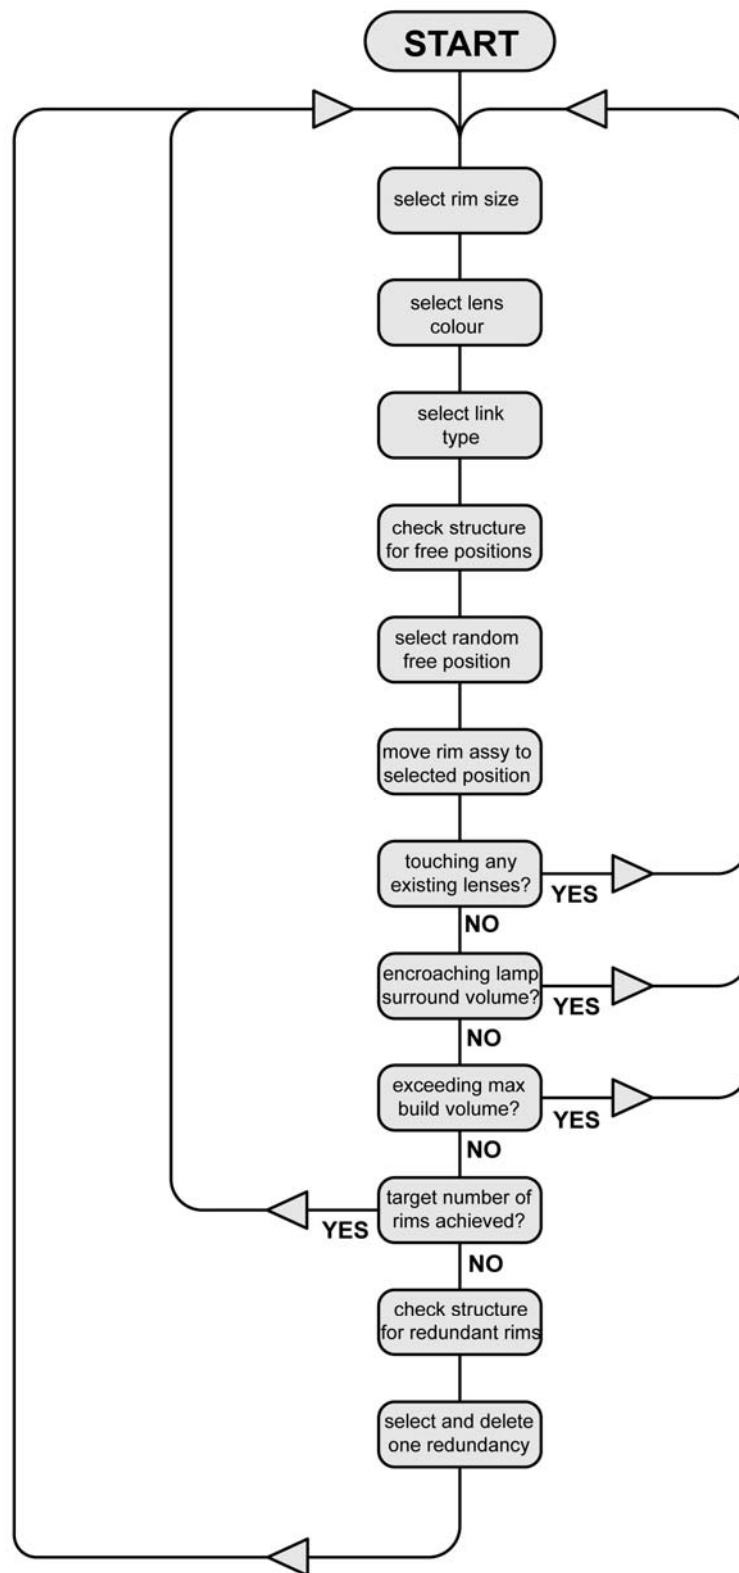 START
select rim size
select lens
colour
select link
type
check structure
for free positions
select random
free position
move rim assy to
selected position
touching any
existing lenses?
YES
NO
encroaching lamp
surround volume?
YES
NO
exceeding max
build volume?
YES
NO
target number of
rims achieved?
YES
NO
check structure
for redundant rims
select and delete
one redundancy